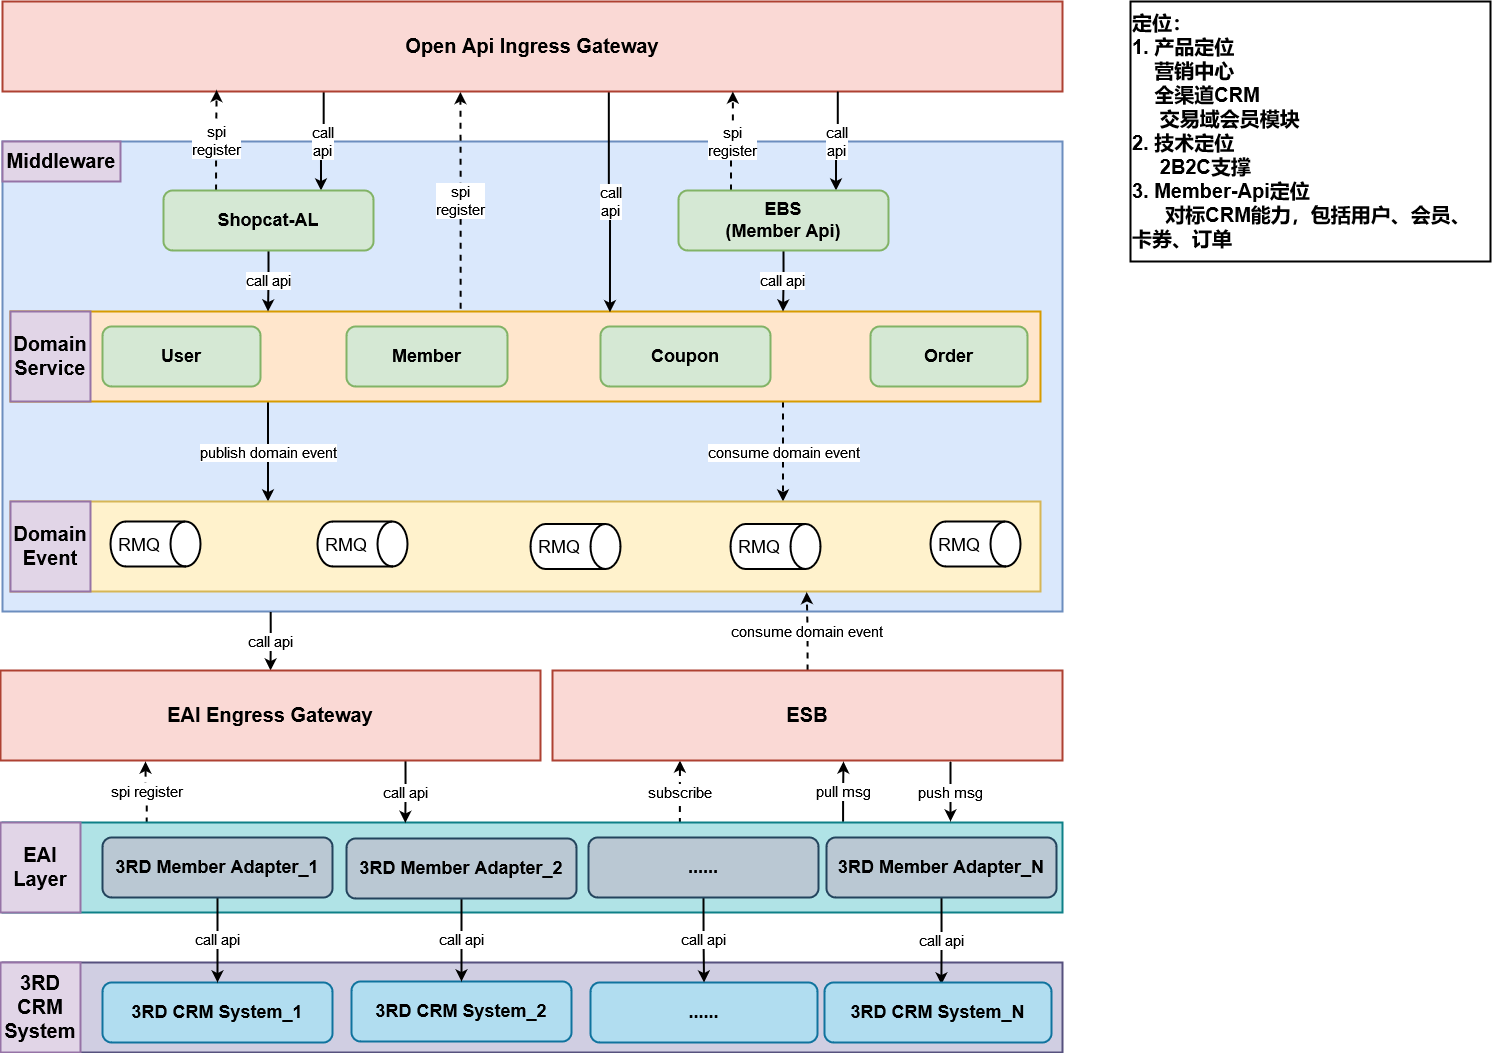 Open Api Ingress Gateway
定位：
1. 产品定位
营销中心
全渠道CRM
交易域会员模块
2. 技术定位
2B2C支撑
3. Member-Api定位
对标CRM能力，包括用户、会员、
卡券、订单
spi
register
call
api
spi
register
call
api
spi
register
call
api
Middleware
Shopcat-AL
EBS
(Member Api)
call api
call api
Domain
Service
User
Member
Coupon
Order
publish domain event
consume domain event
Domain
Event
RMQ
RMQ
RMQ
RMQ
RMQ
call api
consume domain event
EAI Engress Gateway
ESB
spi register
call api
subscribe
pull msg
push msg
EAI
Layer
3RD Member Adapter_1
3RD Member Adapter_2
......
3RD Member Adapter_N
call api
call api
call api
call api
3RD
CRM
System
3RD CRM System_1
3RD CRM System_2
......
3RD CRM System_N